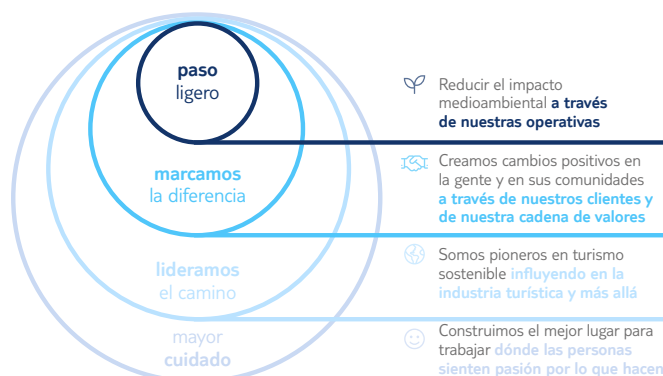 paso
ligero
Reducir el impacto
medioambiental a través
de nuestras operativas
marcamos
la diferencia
Creamos cambios positivos en
la gente y en sus comunidades
a través de nuestros clientes y
de nuestra cadena de valores
lideramos
el camino
Somos pioneros en turismo
sostenible influyendo en la
industria turística y más allá
mayor
cuidado
Construimos el mejor lugar para
trabajar dónde las personas
sienten pasión por lo que hacen